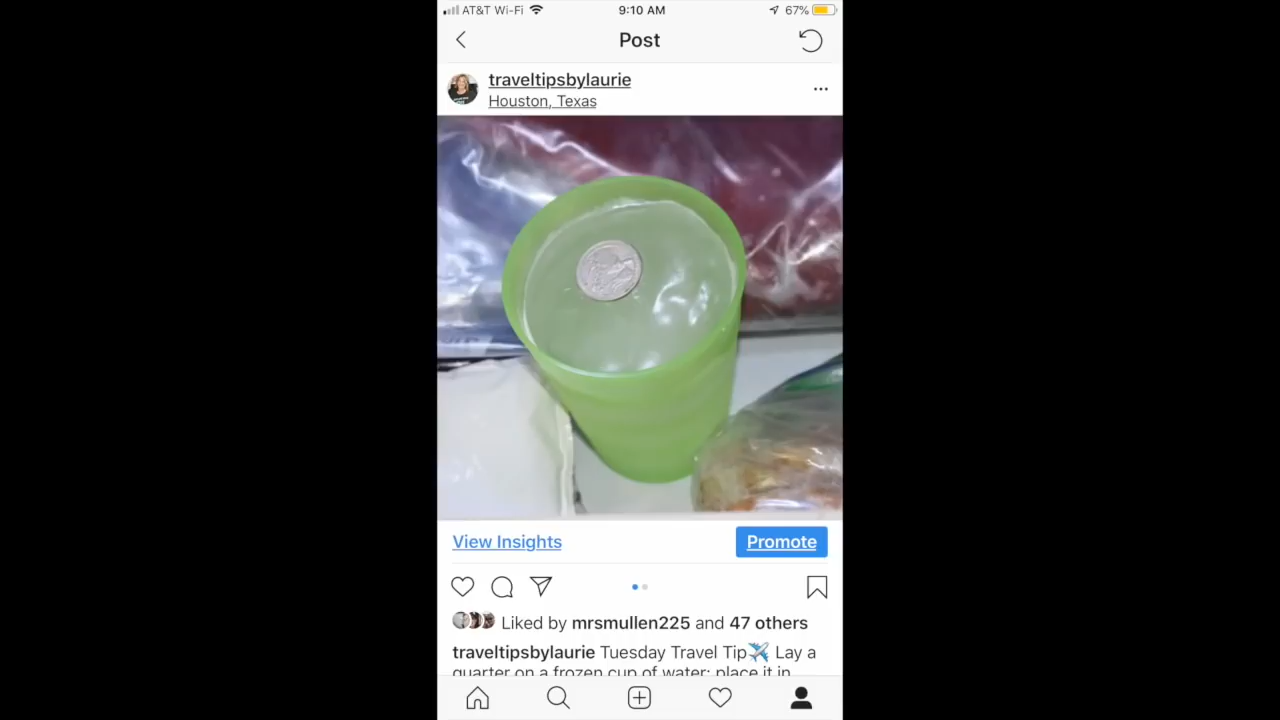 AT&T Wi-Fi 9:10 AM 67%
Post
traveltipsbylaurie
Houston, Texas
View Insights Promote
Liked by mrsmullen225 and 47 others
traveltipsbylaurie Tuesday Travel Tip✈️ Lay a
quarter on a frozen cup of water; place it in